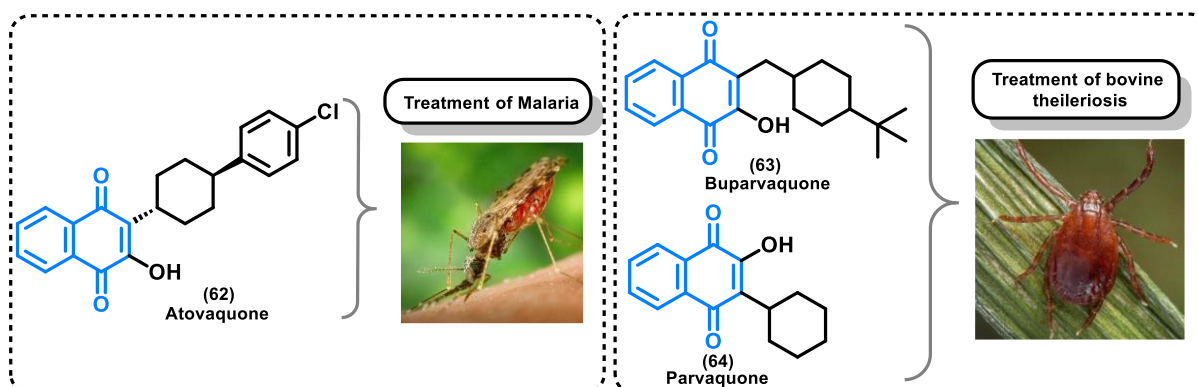 O
O
OH
Cl
(62)
Atovaquone
Treatment of Malaria
O
O
OH
(63)
Buparvaquone
O
O
OH
(64)
Parvaquone
Treatment of bovine
theileriosis